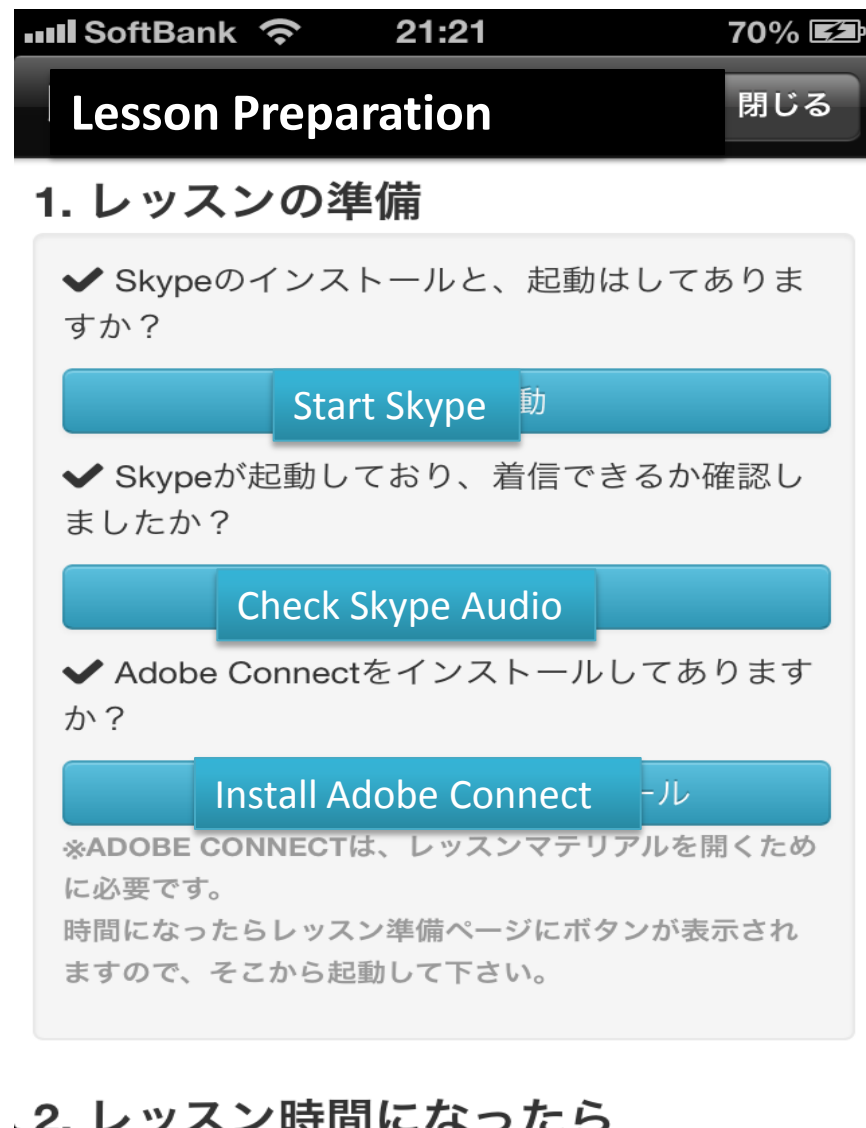 SoftBank 21:21 70%
Lesson Preparation 閉じる
1. レッスンの準備
✔ Skypeのインストールと、起動はしてありま
すか？
Start Skype 動
✔ Skypeが起動しており、着信できるか確認し
ましたか？
Check Skype Audio
✔ Adobe Connectをインストールしてあります
か？
Install Adobe Connect ール
※ADOBE CONNECTは、レッスンマテリアルを開くため
に必要です。
時間になったらレッスン準備ページにボタンが表示され
ますので、そこから起動して下さい。
2. レッスン時間になったら